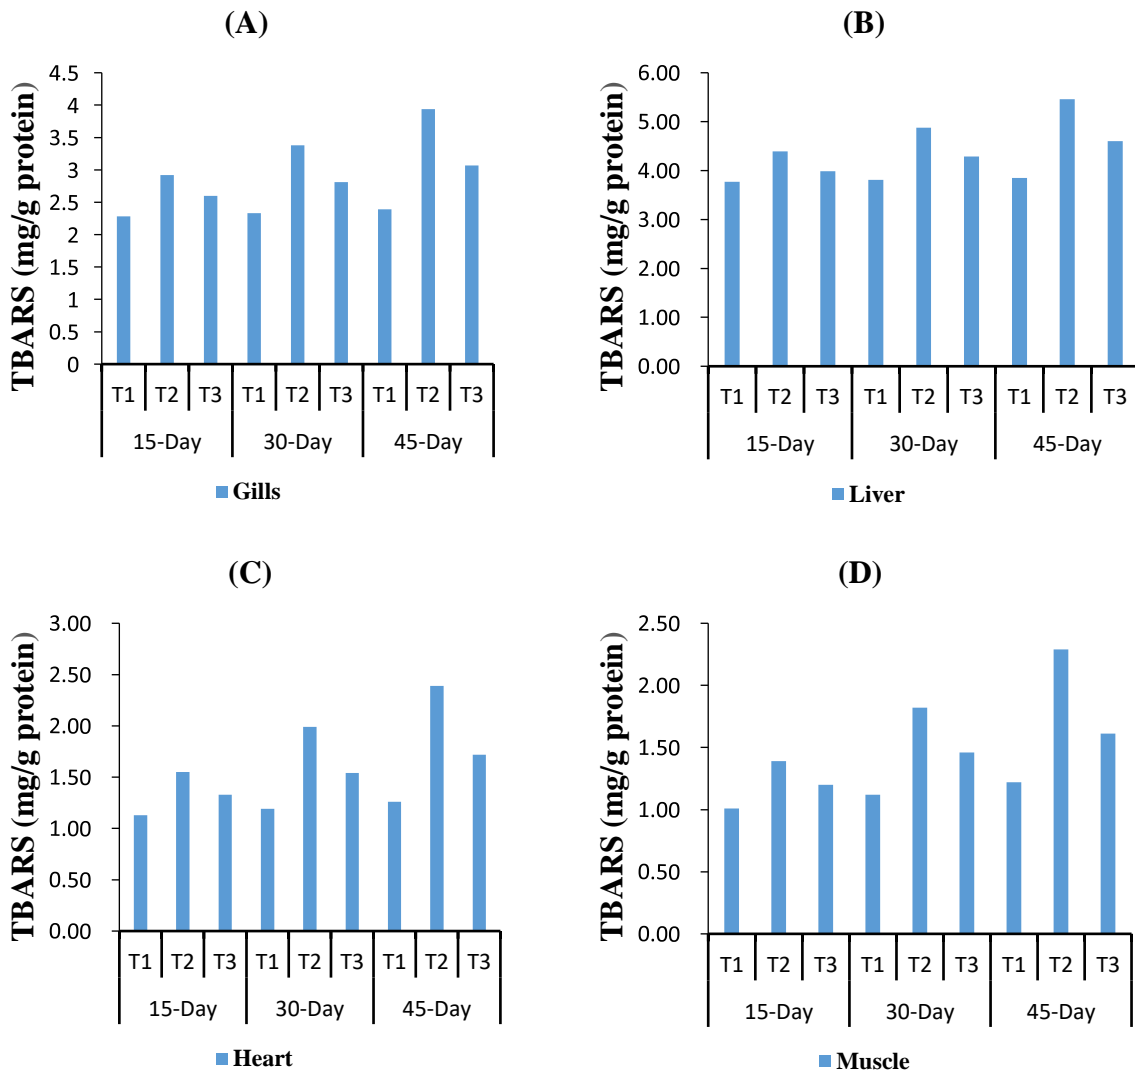 (A)
TBARS (mg/g protein)
4.5
4
3.5
3
2.5
2
1.5
1
0.5
0
T1 T2 T3 T1 T2 T3 T1 T2 T3
15-Day 30-Day 45-Day
Gills
(B)
TBARS (mg/g protein)
6.00
5.00
4.00
3.00
2.00
1.00
0.00
T1 T2 T3 T1 T2 T3 T1 T2 T3
15-Day 30-Day 45-Day
Liver
(C)
TBARS (mg/g protein)
3.00
2.50
2.00
1.50
1.00
0.50
0.00
T1 T2 T3 T1 T2 T3 T1 T2 T3
15-Day 30-Day 45-Day
Heart
(D)
TBARS (mg/g protein)
2.50
2.00
1.50
1.00
0.50
0.00
T1 T2 T3 T1 T2 T3 T1 T2 T3
15-Day 30-Day 45-Day
Muscle